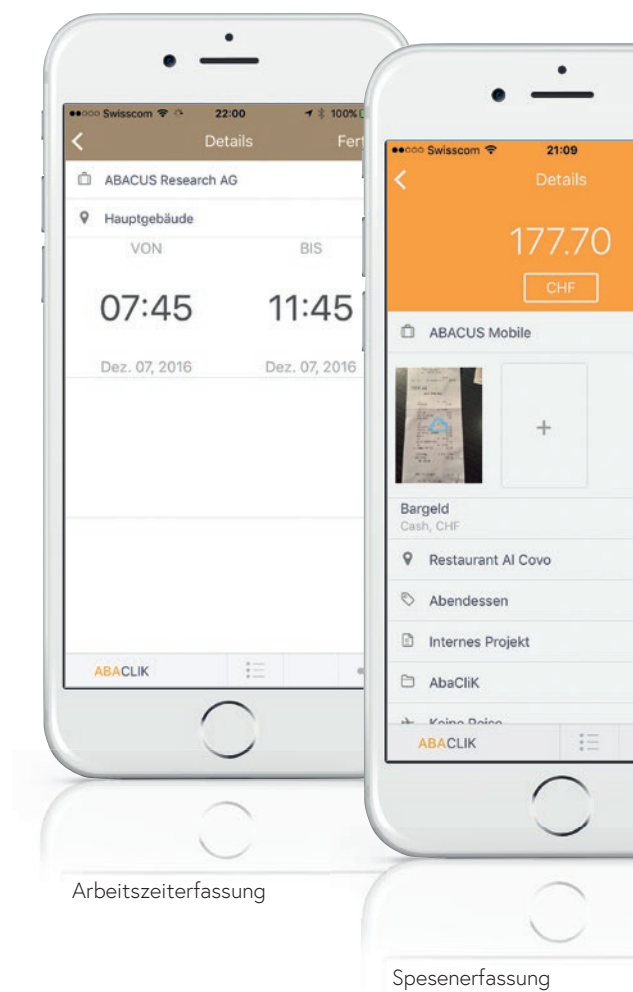 Swisscom 22:00 100%
Details
ABACUS Research AG
Hauptgebäude
VON BIS
07:45 11:45
Dez. 07, 2016 Dez. 07, 2016
ABACLIK
Arbeitszeiterfassung
Swisscom 21:09
Details
177.70
CHF
ABACUS Mobile
+
Bargeld
Cash, CHF
Restaurant Al Covo
Abendessen
Internes Projekt
AbaCliK
Keine Reise
ABACLIK
Spesenerfassung